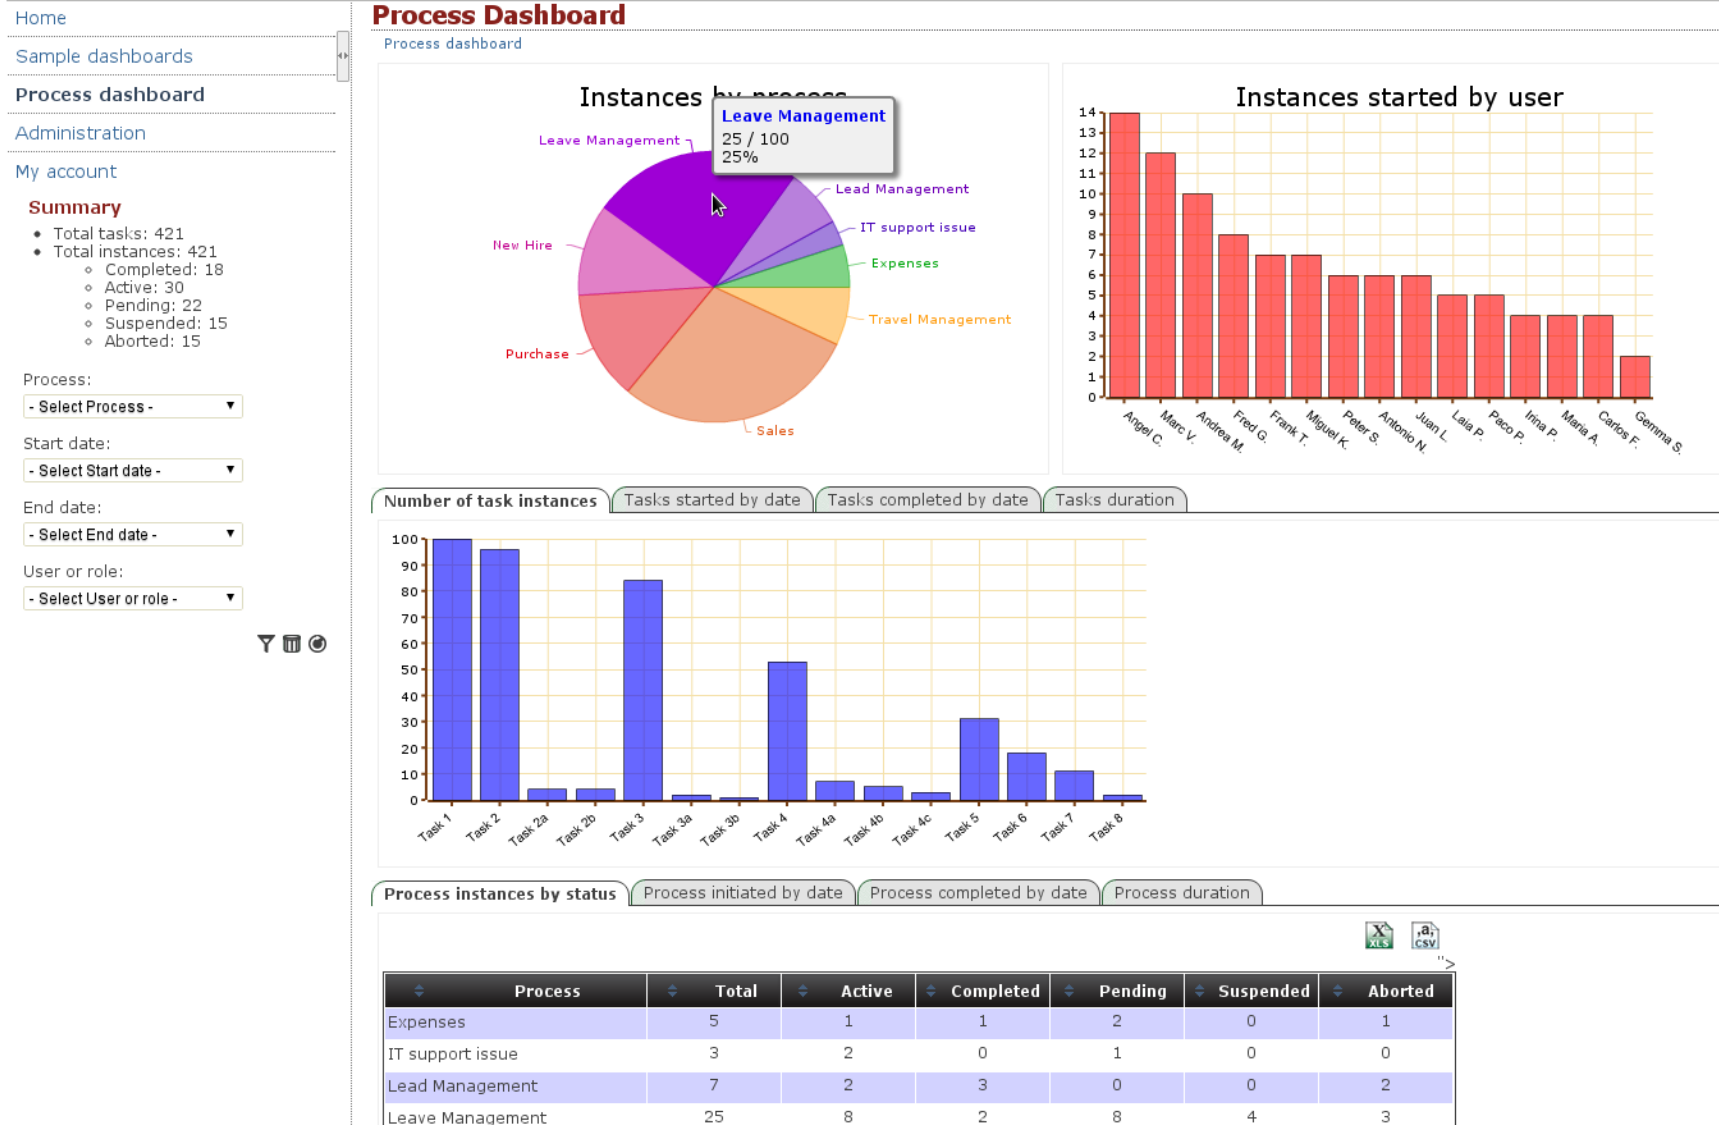 Home
Sample dashboards
Process dashboard
Administration
My account
Summary
Total tasks: 421
Total instances: 421
Completed: 18
Active: 30
Pending: 22
Suspended: 15
Aborted: 15
Process:
- Select Process -
Start date:
- Select Start date -
End date:
- Select End date -
User or role:
- Select User or role -
Process Dashboard
Process dashboard
Instances by process
Leave Management
25 / 100
25%
Leave Management
Lead Management
IT support issue
New Hire
Expenses
Travel Management
Purchase
Sales
Instances started by user
14
13
12
11
10
9
8
7
6
5
4
3
2
1
0
Angel C.
Marc V.
Andrea M.
Fred G.
Frank T.
Miguel K.
Peter S.
Antonio N.
Juan L.
Laia P.
Paco P.
Irina P.
Maria A.
Carlos F.
Gemma S.
Number of task instances Tasks started by date Tasks completed by date Tasks duration
100
90
80
70
60
50
40
30
20
10
0
Task 1
Task 2
Task 2a
Task 2b
Task 3
Task 3a
Task 3b
Task 4
Task 4a
Task 4b
Task 4c
Task 5
Task 6
Task 7
Task 8
Process instances by status Process initiated by date Process completed by date Process duration
X XLS ,a, CSV
">
Process Total Active Completed Pending Suspended Aborted
Expenses 5 1 1 2 0 1
IT support issue 3 2 0 1 0 0
Lead Management 7 2 3 0 0 2
Leave Management 25 8 2 8 4 3